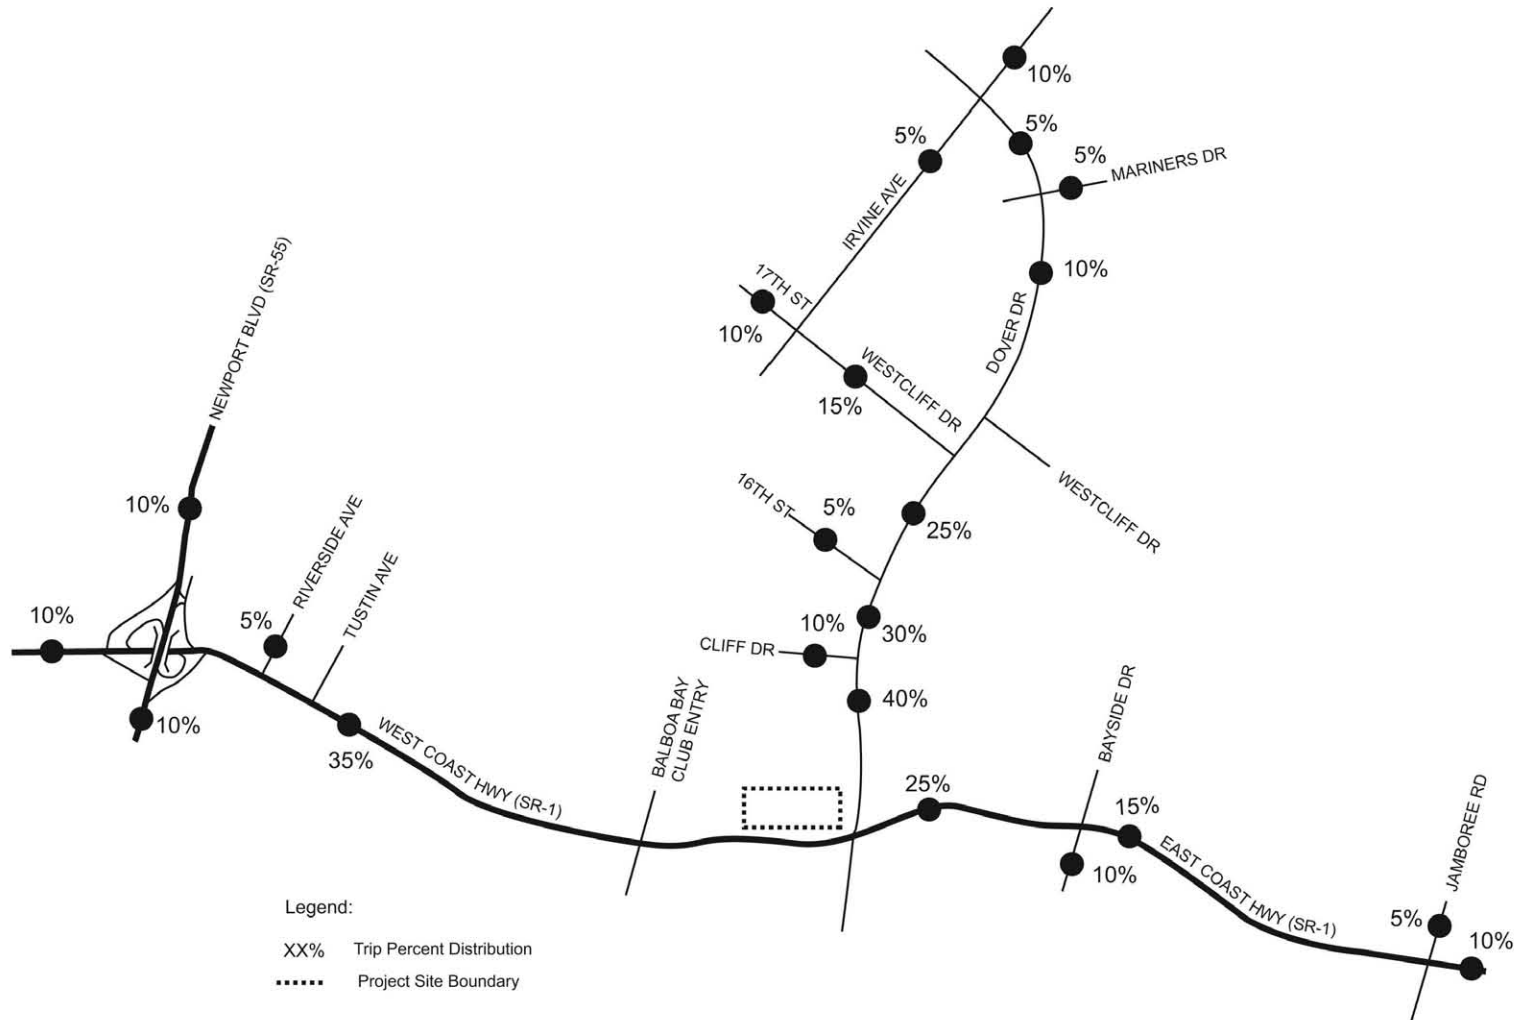 10%
5%
5%
5%
MARINERS DR
IRVINE AVE
10%
17TH ST
10%
DOVER DR
WESTCLIFF DR
15%
NEWPORT BLVD (SR-55)
10%
16TH ST
5%
25%
WESTCLIFF DR
RIVERSIDE AVE
TUSTIN AVE
10%
5%
10%
30%
CLIFF DR
40%
10%
35%
WEST COAST HWY (SR-1)
BALBOA BAY
CLUB ENTRY
BAYSIDE DR
25%
15%
10%
EAST COAST HWY (SR-1)
JAMBOREE RD
5%
10%
Legend:
XX% Trip Percent Distribution
Project Site Boundary